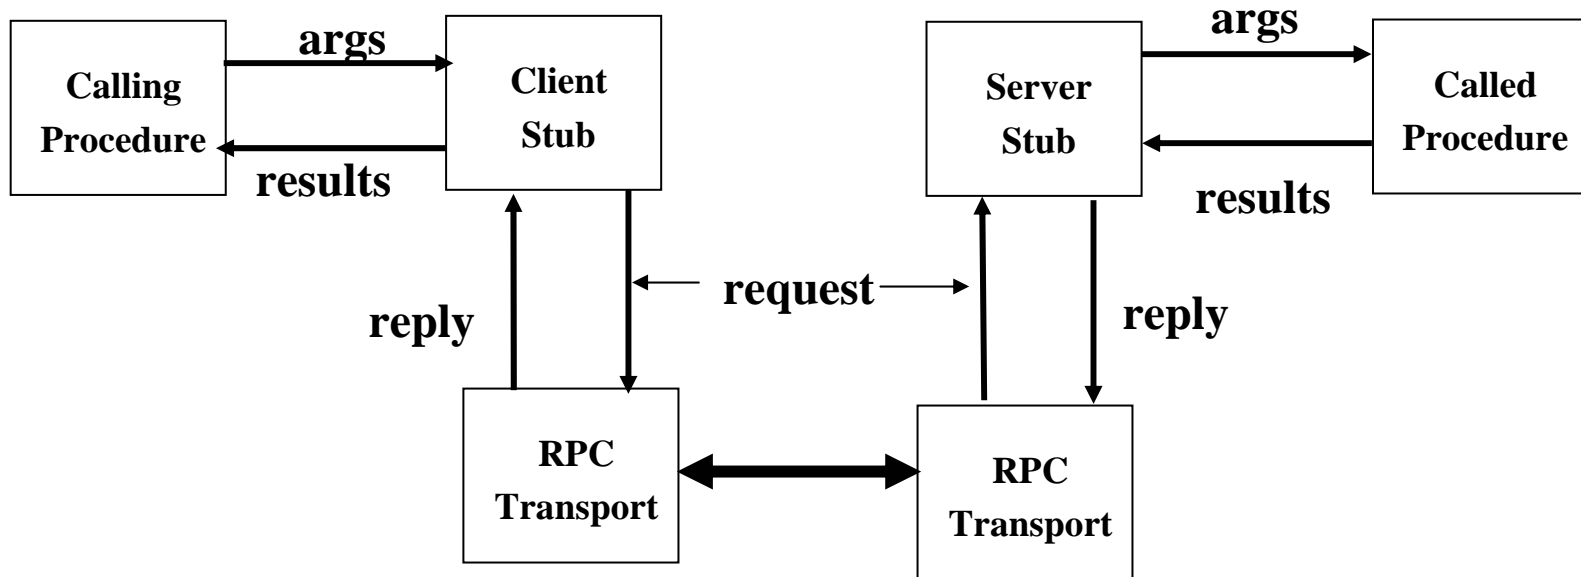 args
Calling
Procedure
Client
Stub
results
args
Server
Stub
Called
Procedure
results
request
reply
reply
RPC
Transport
RPC
Transport